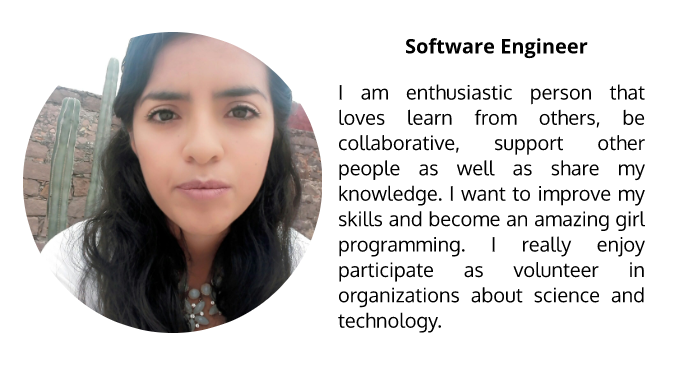 Software Engineer
I am enthusiastic person that
loves learn from others, be
collaborative, support other
people as well as share my
knowledge. I want to improve my
skills and become an amazing girl
programming. I really enjoy
participate as volunteer in
organizations about science and
technology.